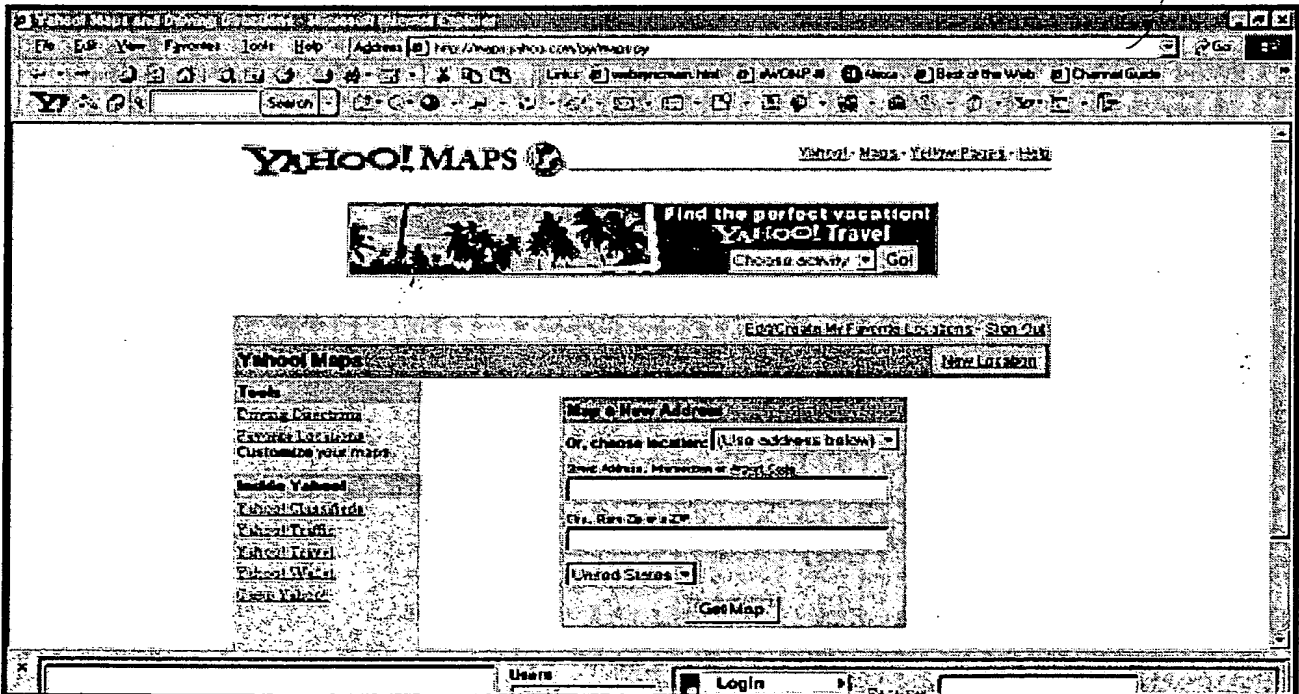 Yahoo! Maps and Driving Directions - Microsoft Internet Explorer
File Edit View Favorites Tools Help Address http://maps.yahoo.com/py/maps.py Go
Links Alexa Best of the Web Channel Guide
Y! Search
YAHOO! MAPS
Yahoo! - Maps - Yellow Pages - Help
Find the perfect vacation!
YAHOO! Travel
Choose activity Go!
Edit/Create My Favorite Locations - Sign Out
Yahoo! Maps New Location
Tools
Driving Directions
Favorite Locations
Customize your maps
Inside Yahoo!
Yahoo! Classifieds
Yahoo! Traffic
Yahoo! Travel
Yahoo! Wallet
Map a New Address
Or, choose location: (Use address below)
Street Address, Intersection or Airport Code
City, State or ZIP
United States
Get Map
Users
Login